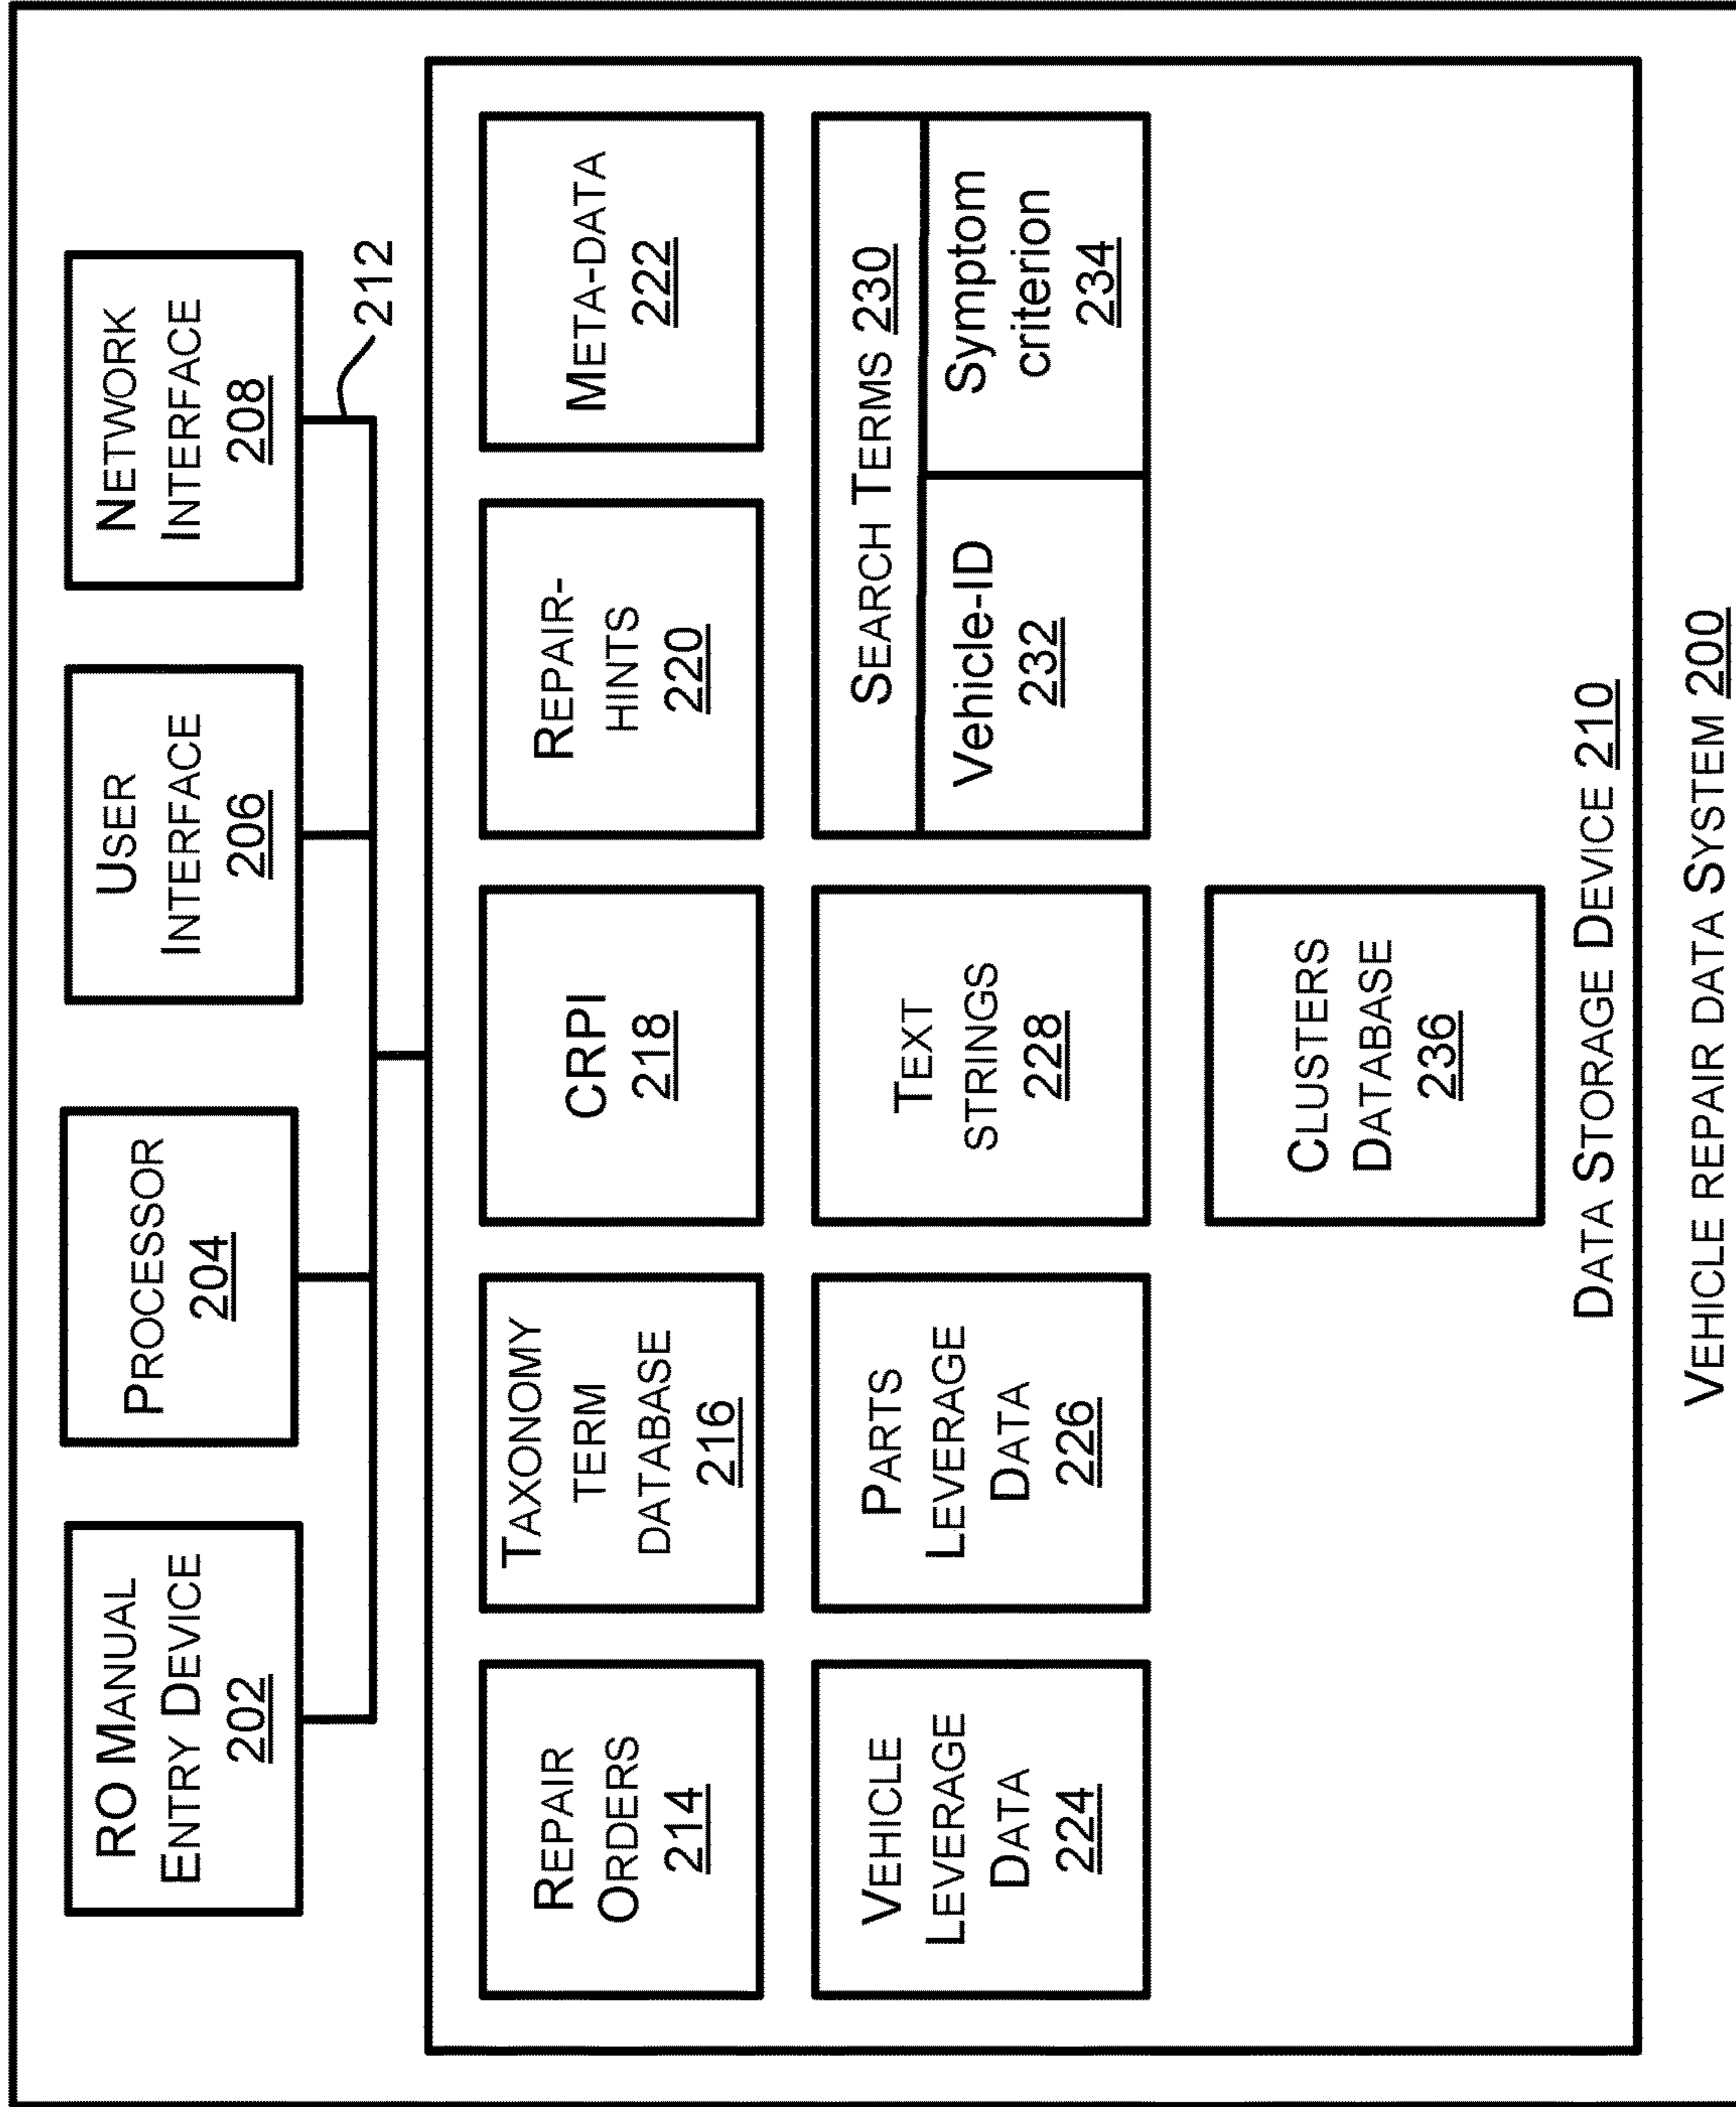 RO MANUAL
ENTRY DEVICE
202
PROCESSOR
204
USER
INTERFACE
206
NETWORK
INTERFACE
208
212
REPAIR
ORDERS
214
TAXONOMY
TERM
DATABASE
216
CRPI
218
REPAIR-
HINTS
220
META-DATA
222
VEHICLE
LEVERAGE
DATA
224
PARTS
LEVERAGE
DATA
226
TEXT
STRINGS
228
SEARCH TERMS 230
Vehicle-ID
232
Symptom
criterion
234
CLUSTERS
DATABASE
236
DATA STORAGE DEVICE 210
VEHICLE REPAIR DATA SYSTEM 200